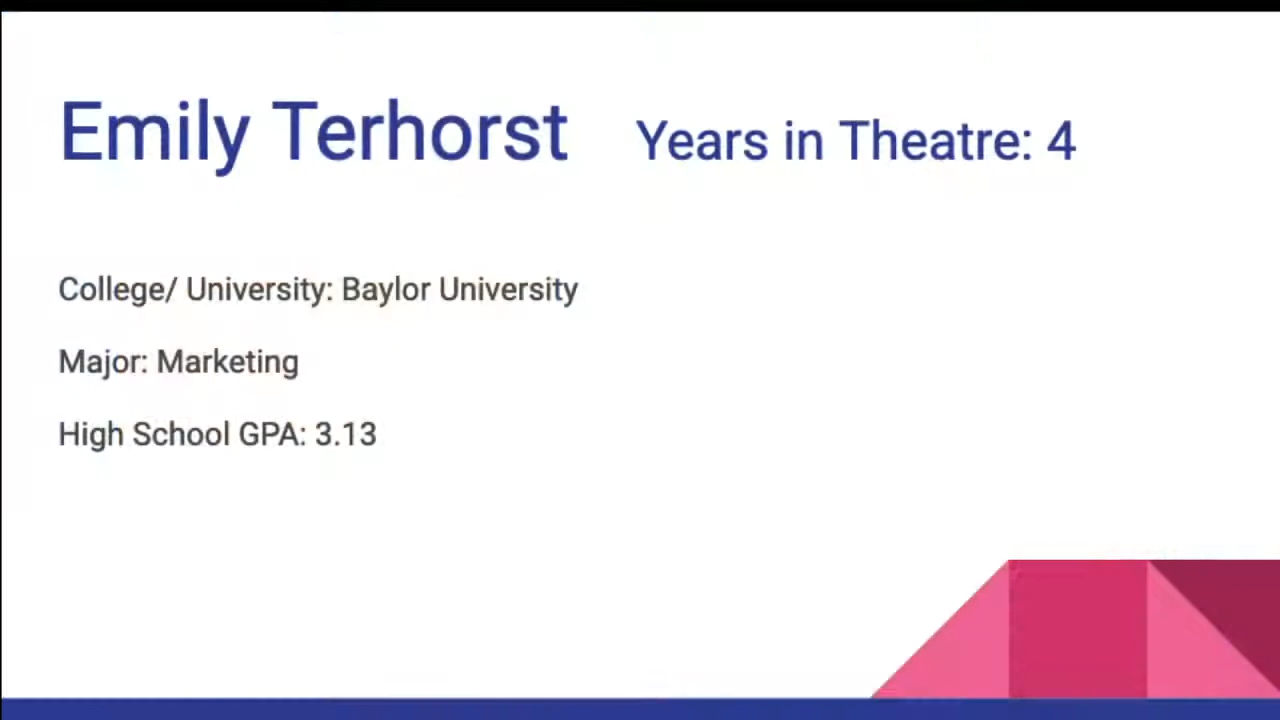 Emily Terhorst Years in Theatre: 4
College/ University: Baylor University
Major: Marketing
High School GPA: 3.13